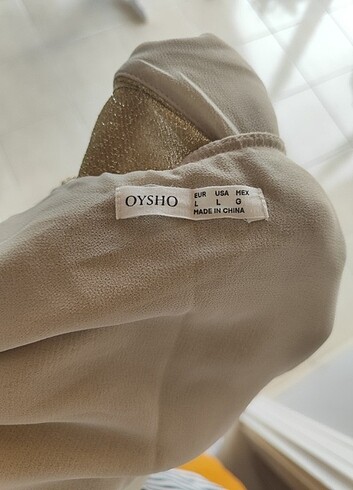 OYSHO
EUR USA MEX
L L G
MADE IN CHINA